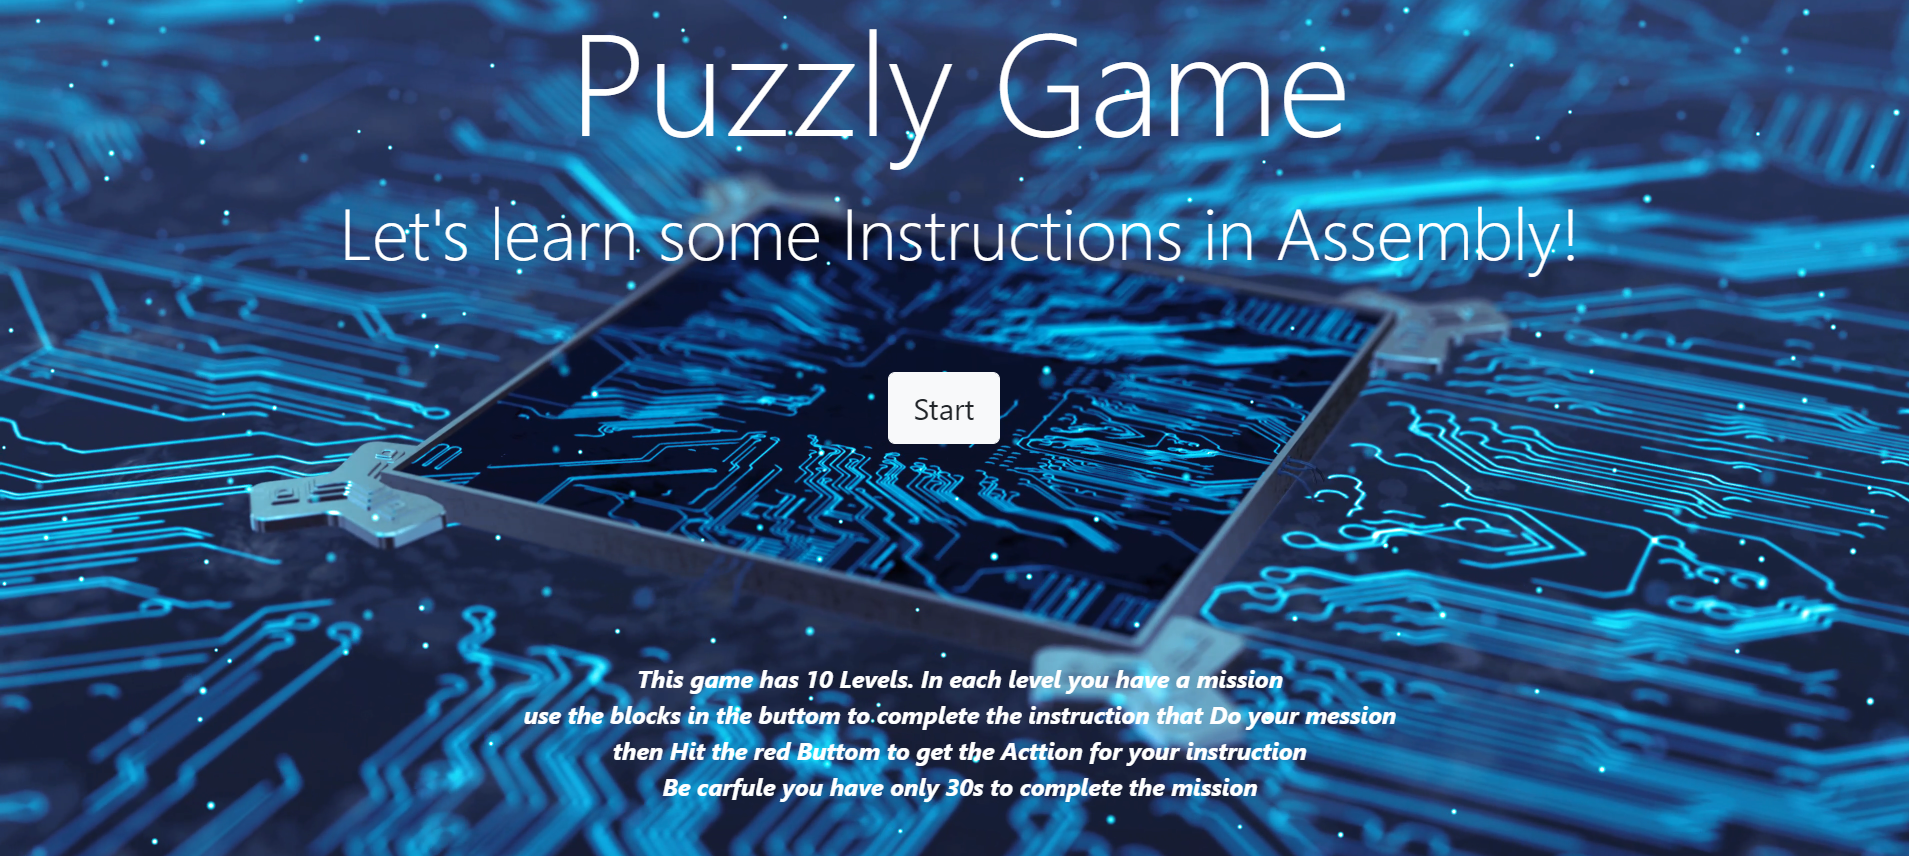 Puzzly Game
Let's learn some Instructions in Assembly!
Start
This game has 10 Levels. In each level you have a mission
use the blocks in the buttom to complete the instruction that Do your mession
then Hit the red Buttom to get the Acttion for your instruction
Be carfule you have only 30s to complete the mission